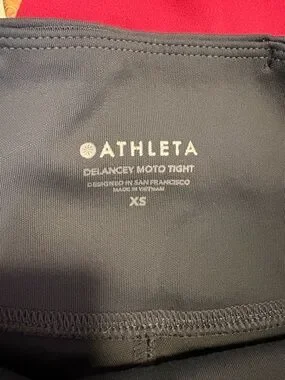 ATHLETA
DELANCEY MOTO TIGHT
DESIGNED IN SAN FRANCISCO
MADE IN VIETNAM
XS